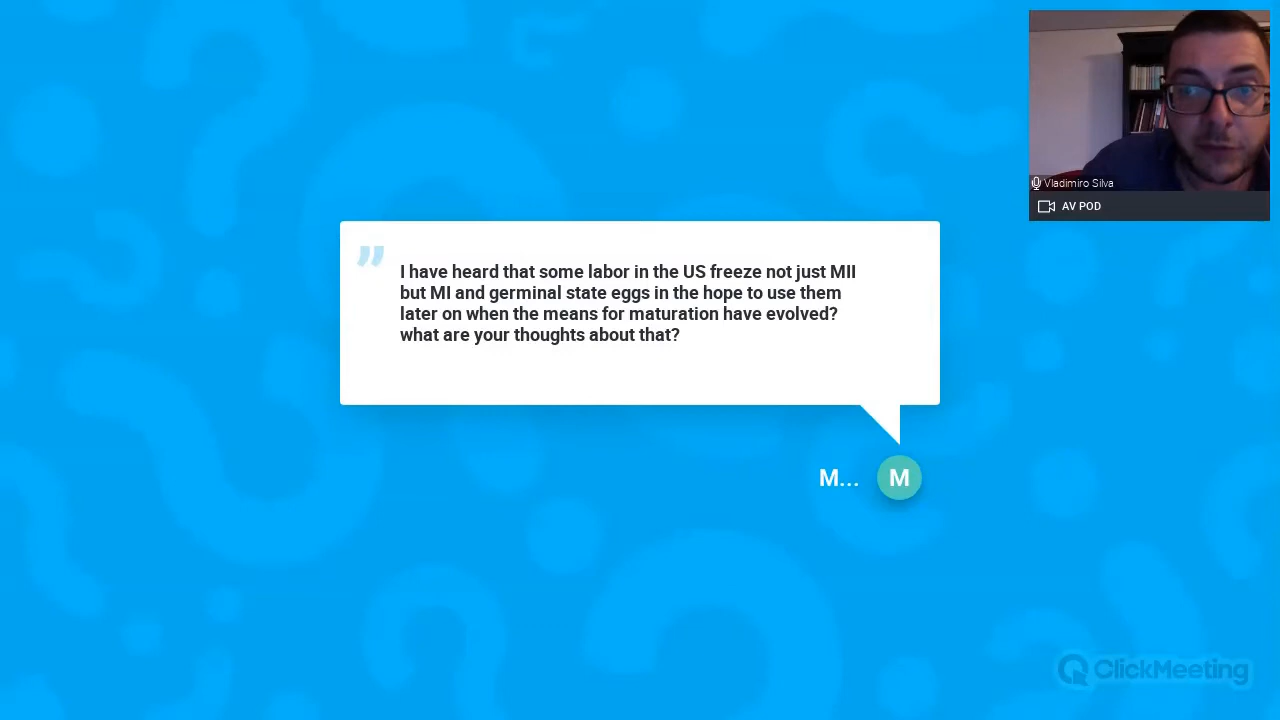 Vladimiro Silva
AV POD
I have heard that some labor in the US freeze not just MII
but MI and germinal state eggs in the hope to use them
later on when the means for maturation have evolved?
what are your thoughts about that?
M... M
ClickMeeting